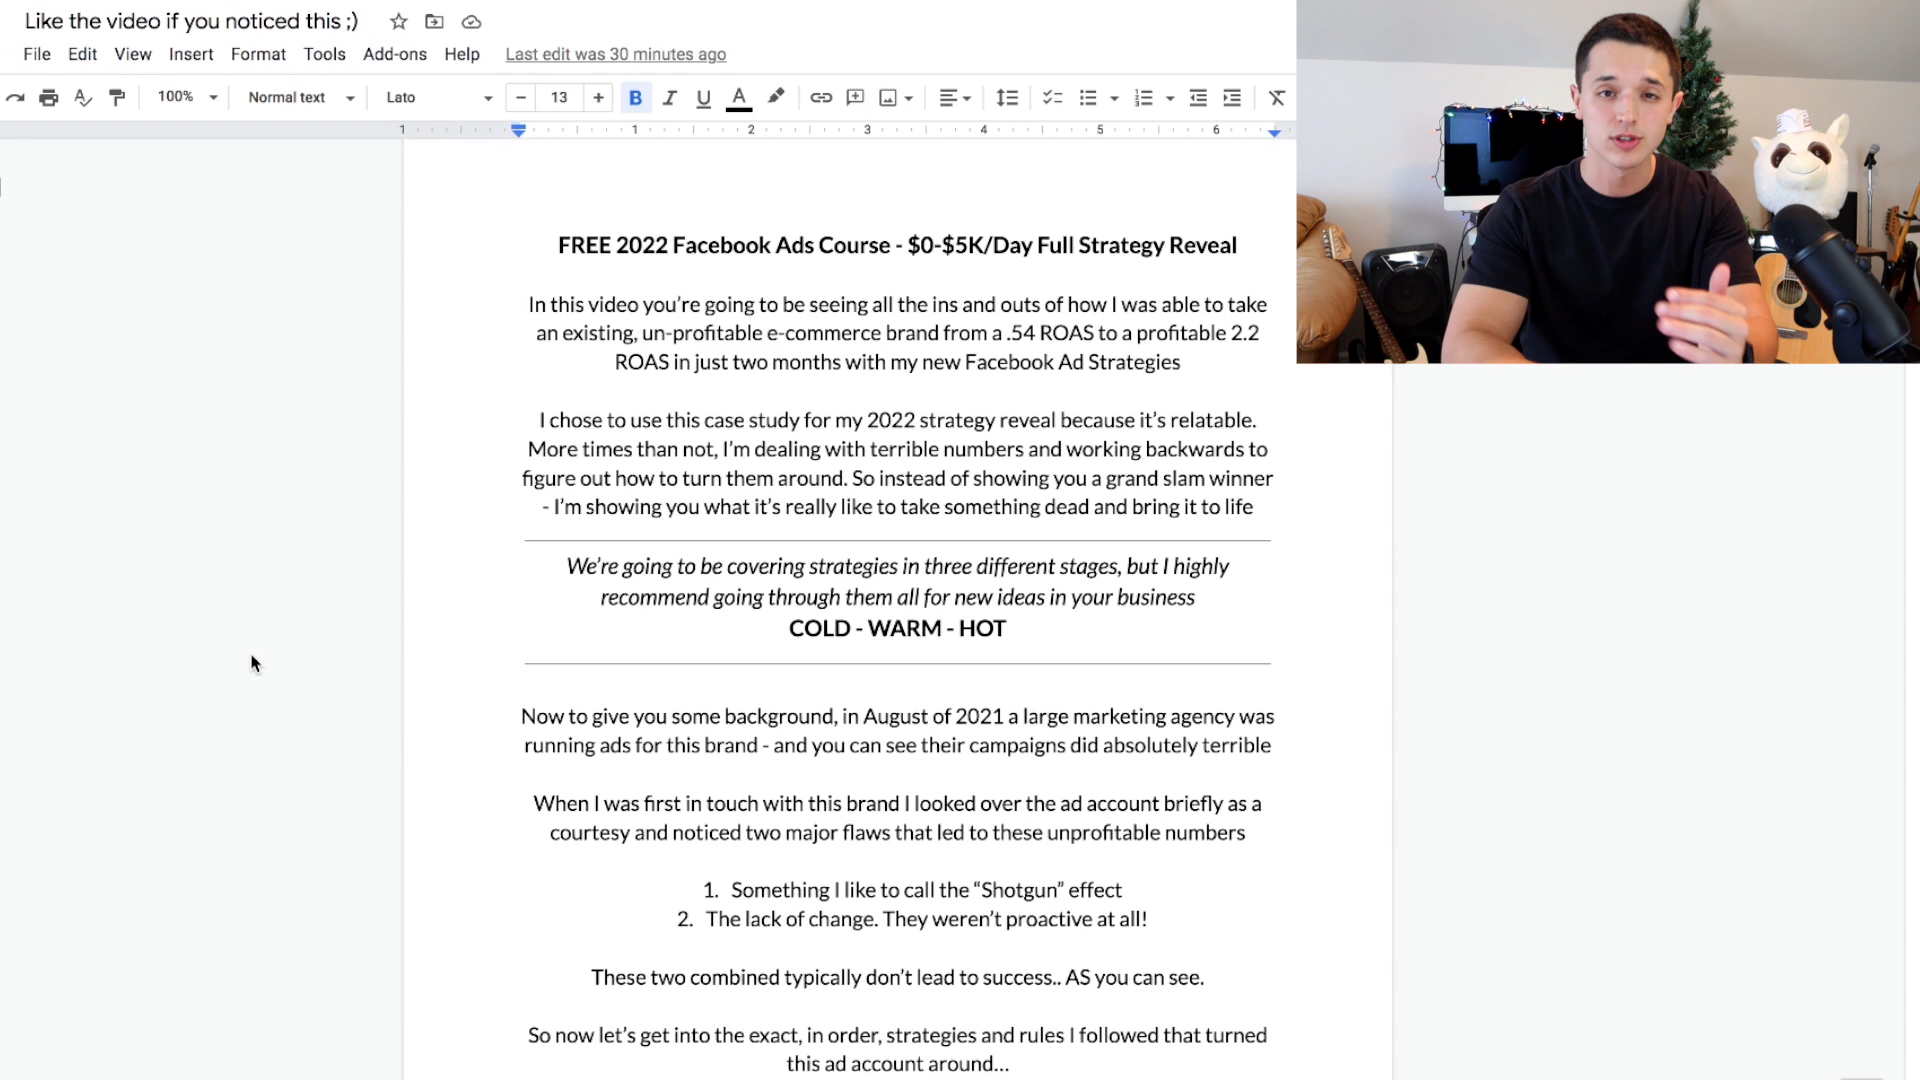 Like the video if you noticed this ;)
File Edit View Insert Format Tools Add-ons Help Last edit was 30 minutes ago
100% Normal text Lato − 13 + B I U A
1 1 2 3 4 5 6
FREE 2022 Facebook Ads Course - $0-$5K/Day Full Strategy Reveal
In this video you’re going to be seeing all the ins and outs of how I was able to take
an existing, un-profitable e-commerce brand from a .54 ROAS to a profitable 2.2
ROAS in just two months with my new Facebook Ad Strategies
I chose to use this case study for my 2022 strategy reveal because it’s relatable.
More times than not, I’m dealing with terrible numbers and working backwards to
figure out how to turn them around. So instead of showing you a grand slam winner
- I’m showing you what it’s really like to take something dead and bring it to life
We’re going to be covering strategies in three different stages, but I highly
recommend going through them all for new ideas in your business
COLD - WARM - HOT
Now to give you some background, in August of 2021 a large marketing agency was
running ads for this brand - and you can see their campaigns did absolutely terrible
When I was first in touch with this brand I looked over the ad account briefly as a
courtesy and noticed two major flaws that led to these unprofitable numbers
1. Something I like to call the “Shotgun” effect
2. The lack of change. They weren’t proactive at all!
These two combined typically don’t lead to success.. AS you can see.
So now let’s get into the exact, in order, strategies and rules I followed that turned
this ad account around...